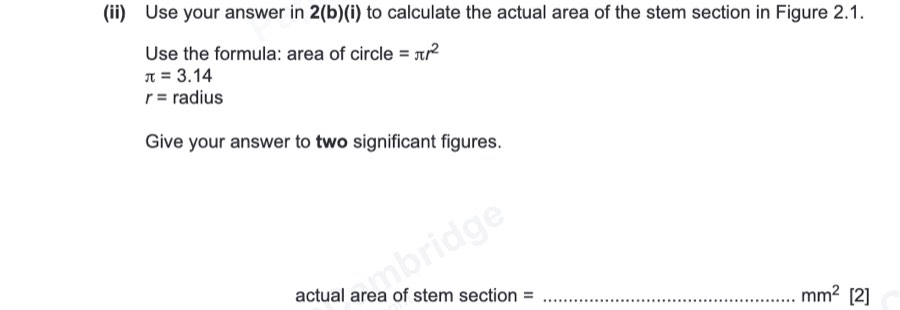 (ii) Use your answer in 2(b)(i) to calculate the actual area of the stem section in Figure 2.1.
Use the formula: area of circle = πr²
π = 3.14
r = radius
Give your answer to two significant figures.
actual area of stem section = .................................................. mm² [2]